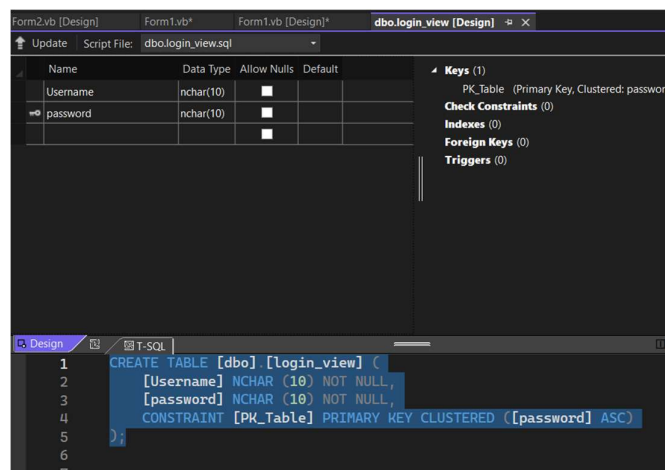 Form2.vb [Design]
Form1.vb*
Form1.vb [Design]*
dbo.login_view [Design]
Update Script File: dbo.login_view.sql
Name Data Type Allow Nulls Default
Username nchar(10)
password nchar(10)
Keys (1)
PK_Table (Primary Key, Clustered: passwor
Check Constraints (0)
Indexes (0)
Foreign Keys (0)
Triggers (0)
Design T-SQL
1 CREATE TABLE [dbo].[login_view] (
2 [Username] NCHAR (10) NOT NULL,
3 [password] NCHAR (10) NOT NULL,
4 CONSTRAINT [PK_Table] PRIMARY KEY CLUSTERED ([password] ASC)
5 );
6